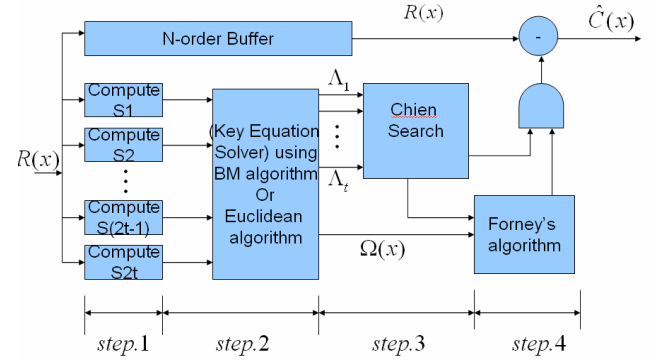 R(x)
Ĉ(x)
N-order Buffer
-
Compute
S1
Compute
S2
R(x)
Compute
S(2t-1)
Compute
S2t
(Key Equation
Solver) using
BM algorithm
Or
Euclidean
algorithm
Λ1
Λt
Ω(x)
Chien
Search
Forney's
algorithm
step.1
step.2
step.3
step.4